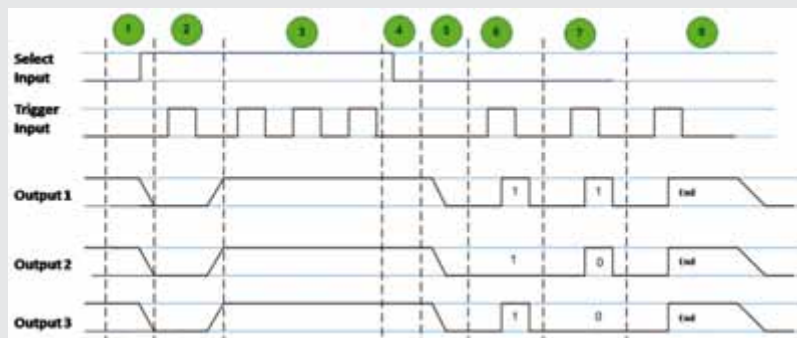 1 2 3 4 5 6 7 8
Select
Input
Trigger
Input
Output 1
1 1 End
Output 2
1 0 End
Output 3
1 0 End